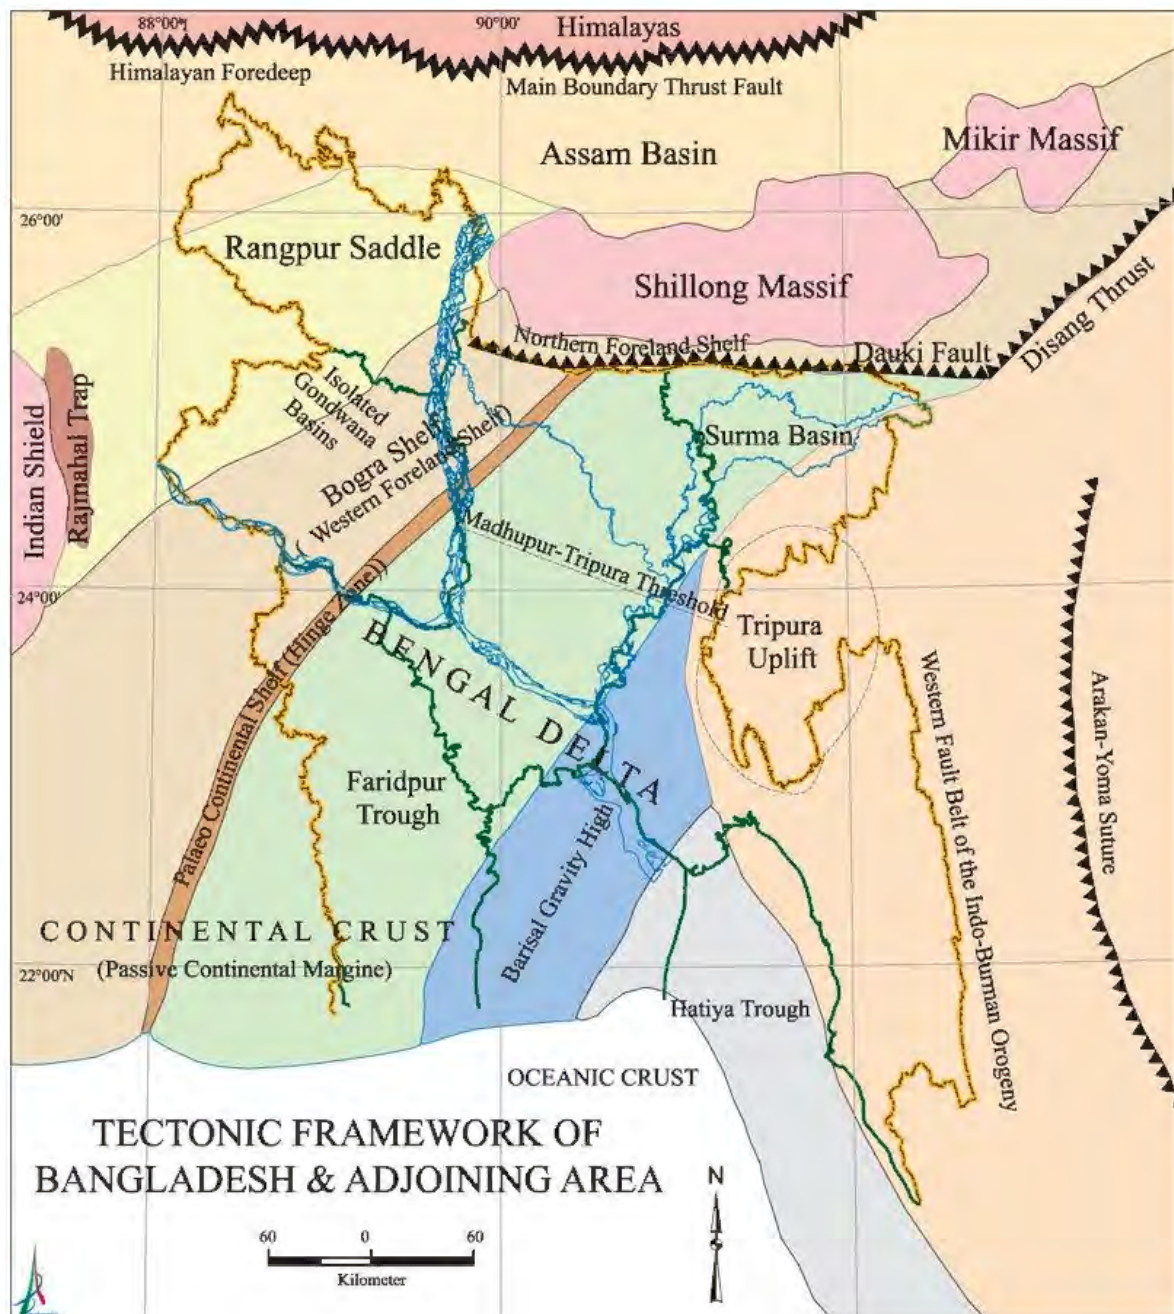 88°00'
90°00'
Himalayas
Himalayan Foredeep
Main Boundary Thrust Fault
Assam Basin
Mikir Massif
26°00'
Rangpur Saddle
Shillong Massif
Disang Thrust
Northern Foreland Shelf
Dauki Fault
Indian Shield
Rajmahal Trap
Isolated
Gondwana
Basins
Bogra Shelf
Western Foreland Shelf)
Surma Basin
Madhupur-Tripura Threshold
24°00'
Palaeo Continental Shelf (Hinge Zone))
BENGAL DELTA
Tripura
Uplift
Western Fault Belt of the Indo-Burman Orogeny
Arakan-Yoma Suture
Faridpur
Trough
Barisal Gravity High
CONTINENTAL CRUST
(Passive Continental Margine)
22°00'N
Hatiya Trough
OCEANIC CRUST
TECTONIC FRAMEWORK OF
BANGLADESH & ADJOINING AREA
N
60 0 60
Kilometer